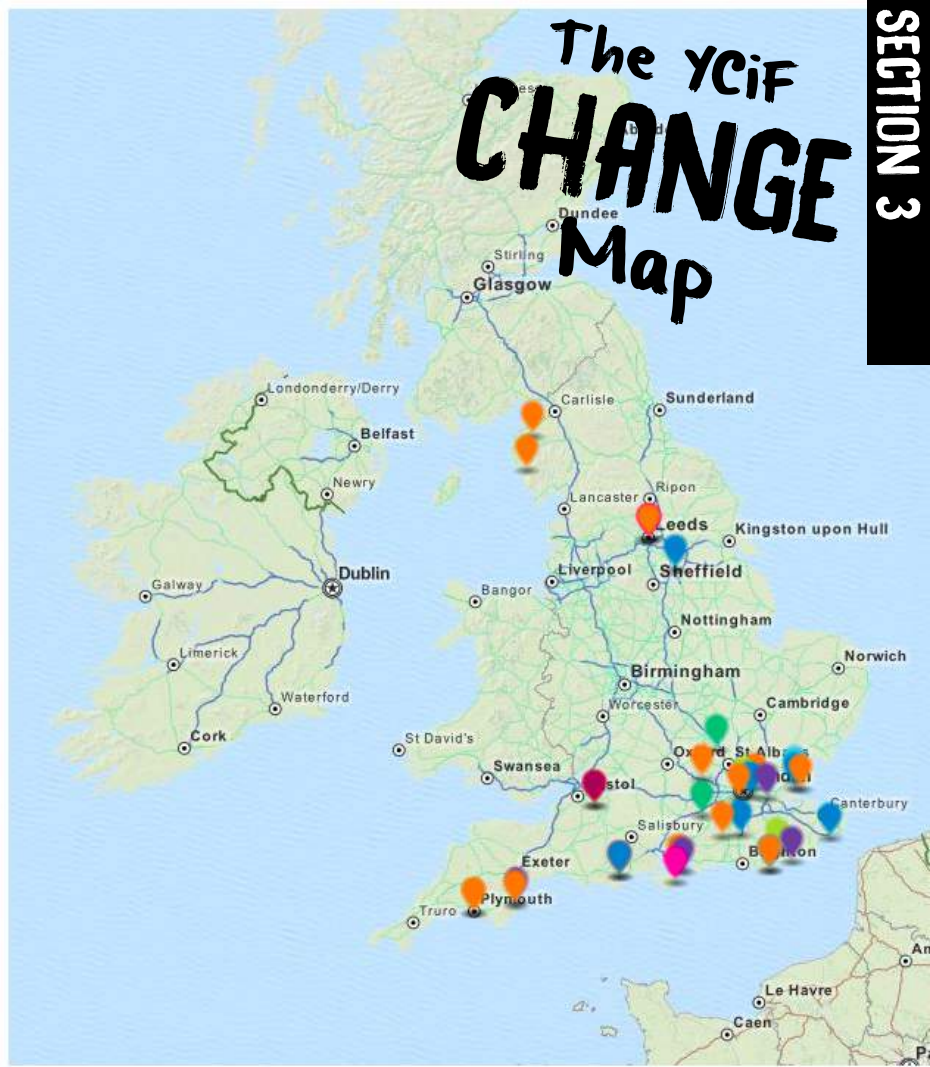 The YCiF
CHANGE
Map
SECTION 3
Dundee
Stirling
Glasgow
Londonderry/Derry
Carlisle
Sunderland
Belfast
Newry
Lancaster
Ripon
Leeds
Kingston upon Hull
Dublin
Liverpool
Sheffield
Galway
Bangor
Nottingham
Limerick
Norwich
Birmingham
Waterford
Worcester
Cambridge
Cork
St David's
Swansea
Canterbury
Salisbury
Exeter
Plymouth
Truro
Le Havre
Caen